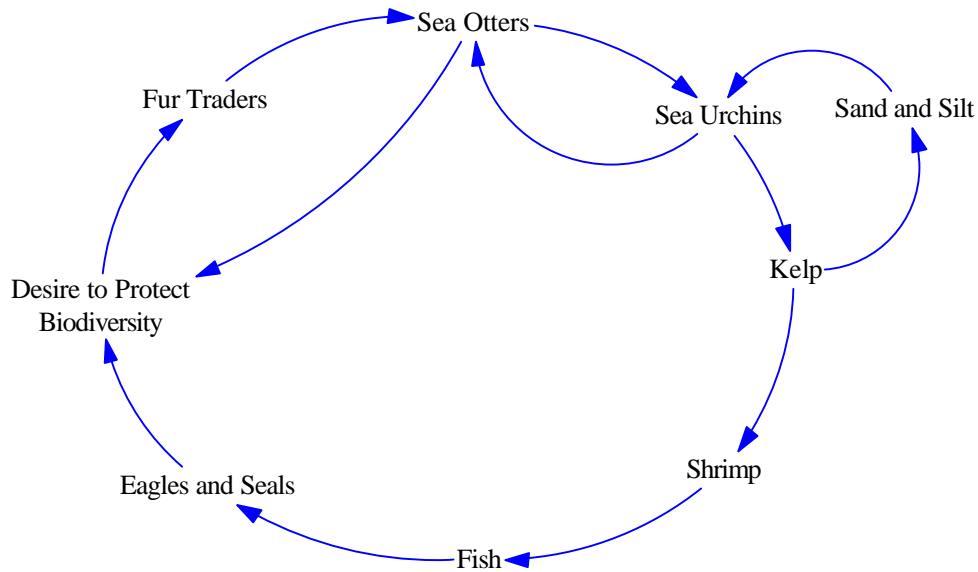 Sea Otters
Fur Traders
Sea Urchins
Sand and Silt
Kelp
Desire to Protect
Biodiversity
Shrimp
Eagles and Seals
Fish